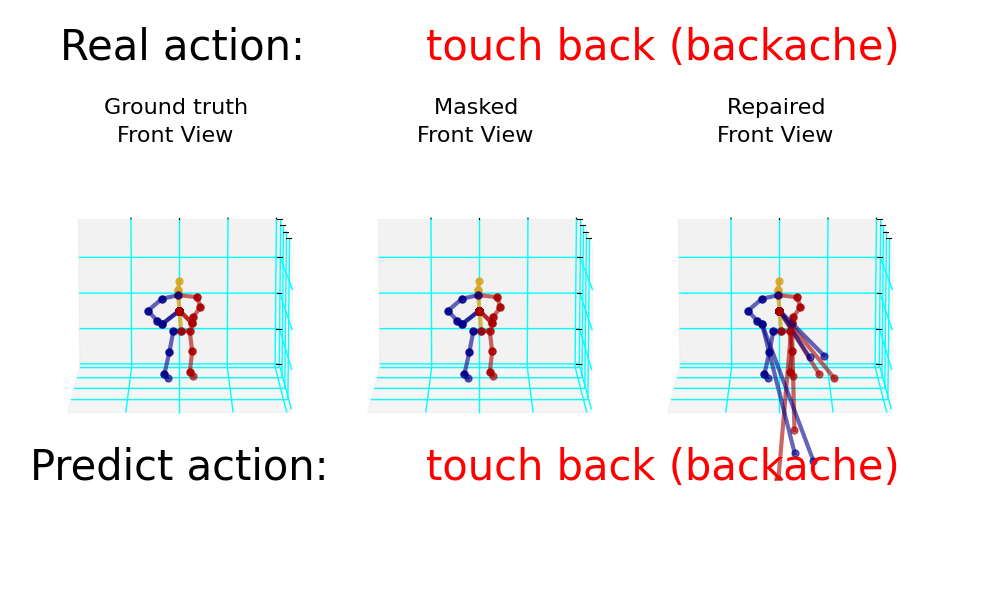 Real action: touch back (backache)
Ground truth Masked Repaired
Front View Front View Front View
Predict action: touch back (backache)